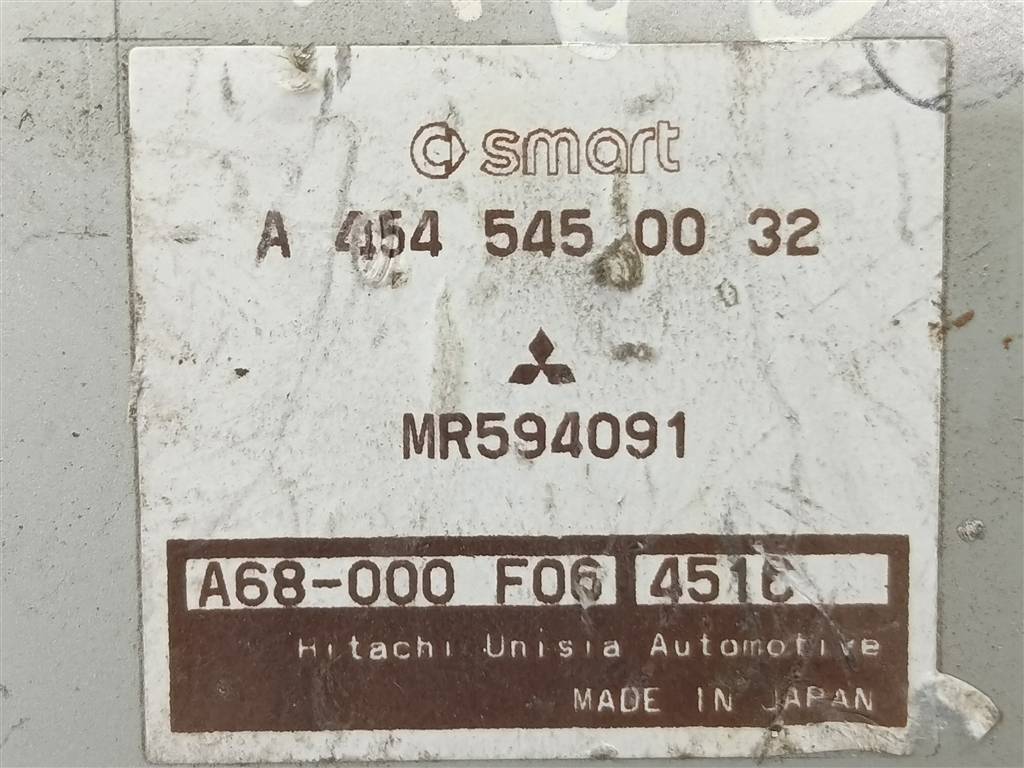 smart
A 454 545 00 32
MR594091
A68-000 F06
Hitachi Unisia Automotive
MADE IN JAPAN